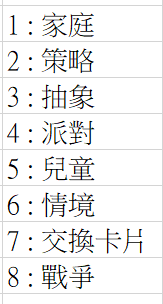 1 : 家庭
2 : 策略
3 : 抽象
4 : 派對
5 : 兒童
6 : 情境
7 : 交換卡片
8 : 戰爭